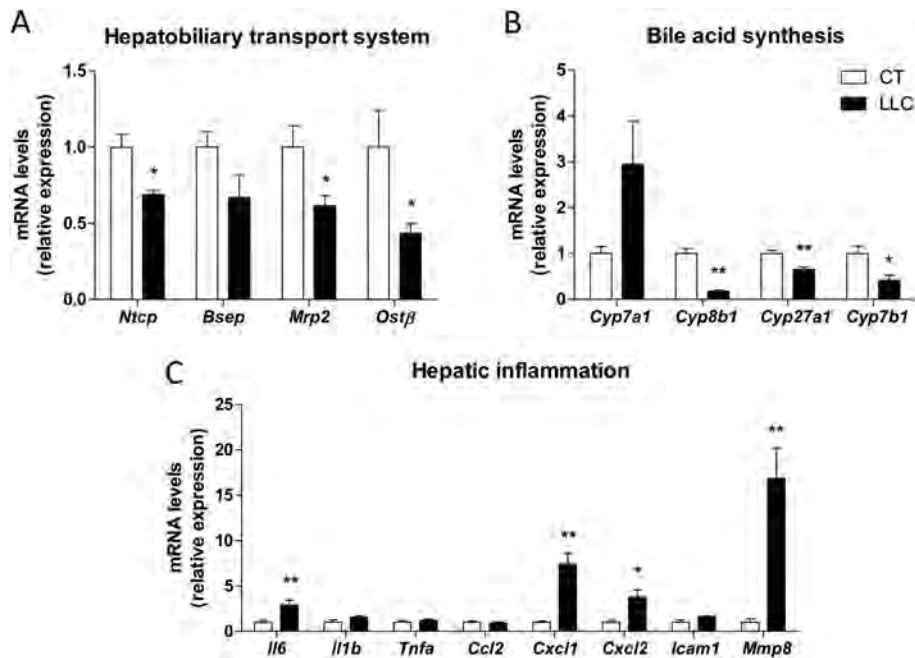 A
Hepatobiliary transport system
mRNA levels
(relative expression)
1.5
1.0
0.5
0.0
*
*
*
Ntcp Bsep Mrp2 Ostβ
B
Bile acid synthesis
mRNA levels
(relative expression)
5
4
3
2
1
0
CT
LLC
**
**
*
Cyp7a1 Cyp8b1 Cyp27a1 Cyp7b1
C
Hepatic inflammation
mRNA levels
(relative expression)
25
20
15
10
5
0
**
**
*
**
Il6 Il1b Tnfa Ccl2 Cxcl1 Cxcl2 Icam1 Mmp8